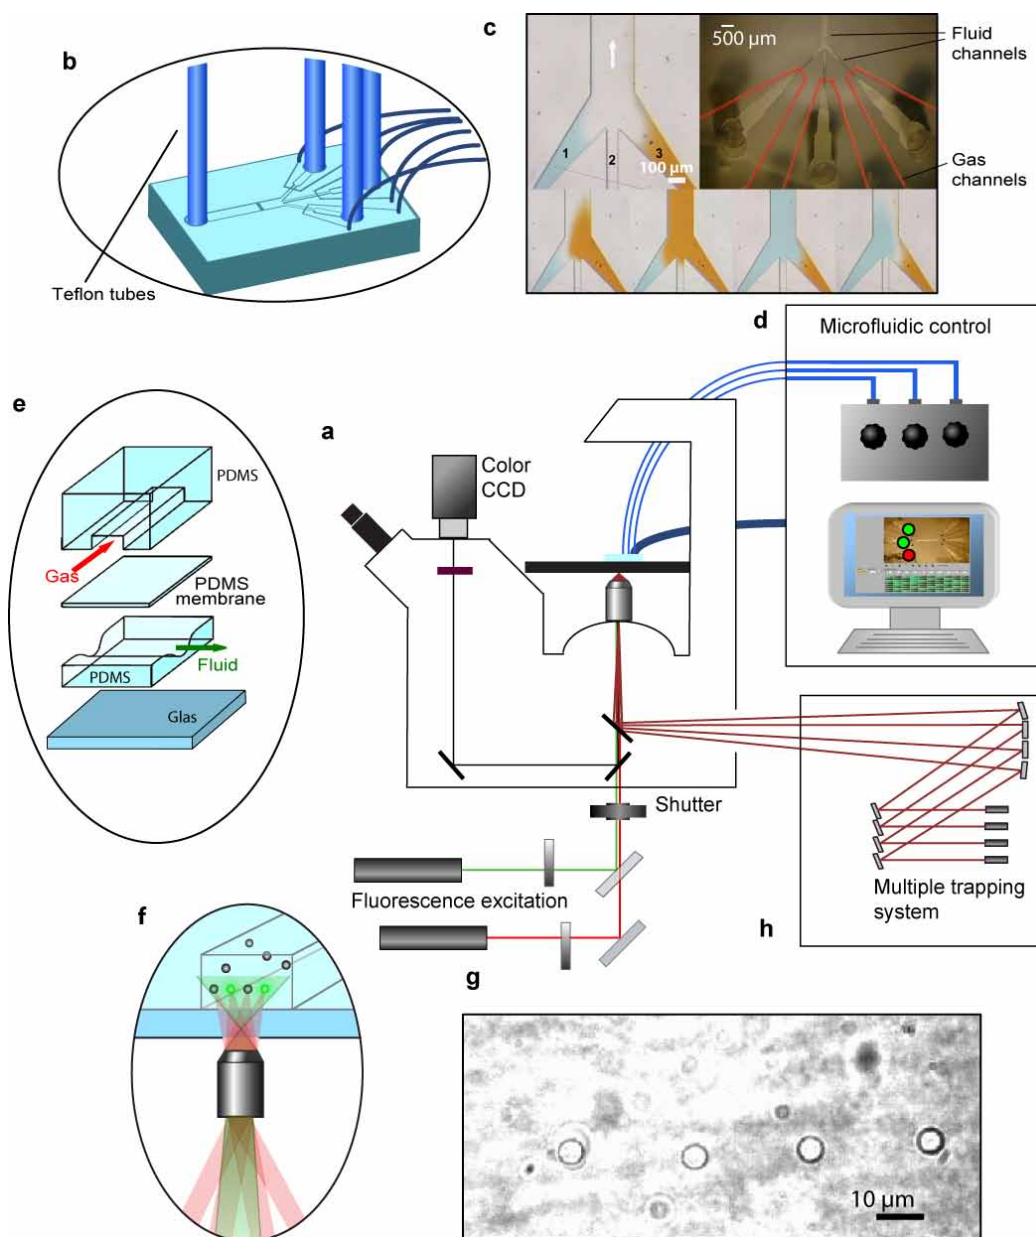 b
Teflon tubes
c
500 µm
Fluid
channels
1
2
3
100 µm
Gas
channels
d
Microfluidic control
e
PDMS
Gas
PDMS
membrane
Fluid
PDMS
Glas
a
Color
CCD
Shutter
Fluorescence excitation
Multiple trapping
system
h
f
g
10 µm